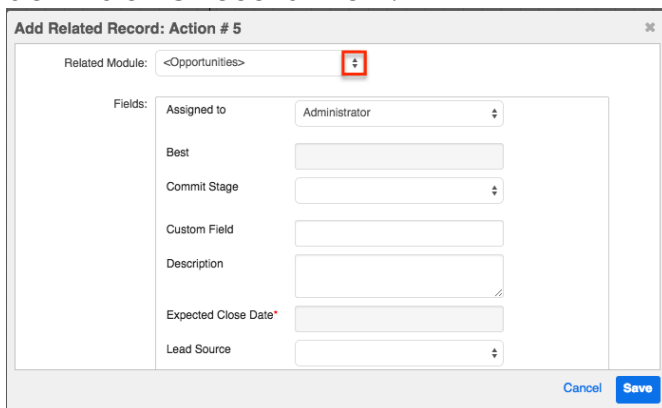 Add Related Record: Action # 5
Related Module: <Opportunities>
Fields: Assigned to Administrator
Best
Commit Stage
Custom Field
Description
Expected Close Date*
Lead Source
Cancel Save